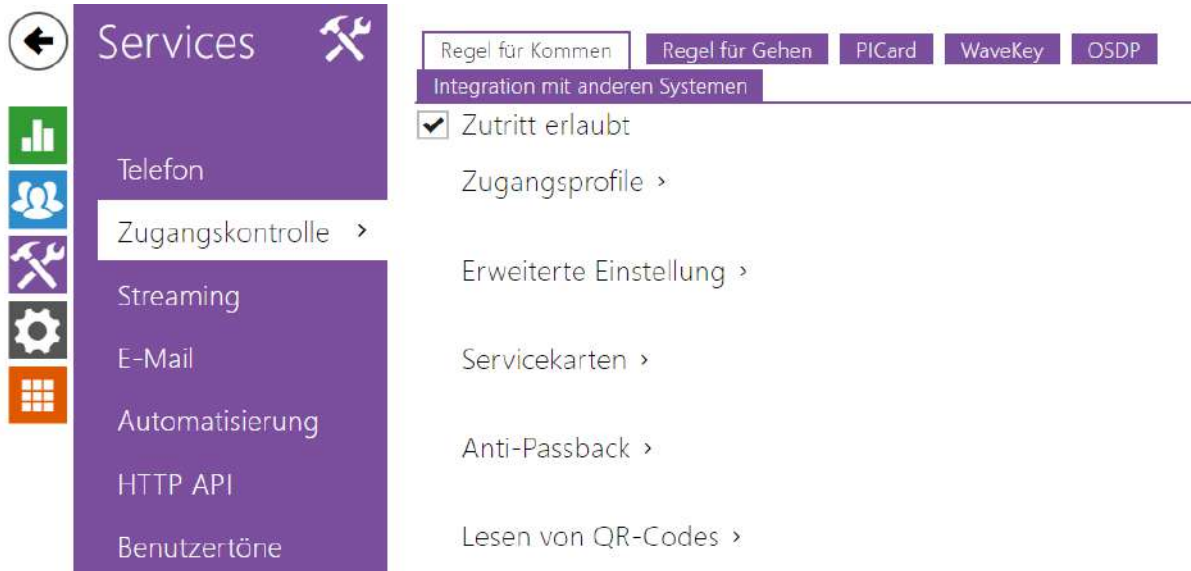 Services
Telefon
Zugangskontrolle
Streaming
E-Mail
Automatisierung
HTTP API
Benutzertöne
Regel für Kommen Regel für Gehen PICard WaveKey OSDP
Integration mit anderen Systemen
Zutritt erlaubt
Zugangsprofile
Erweiterte Einstellung
Servicekarten
Anti-Passback
Lesen von QR-Codes